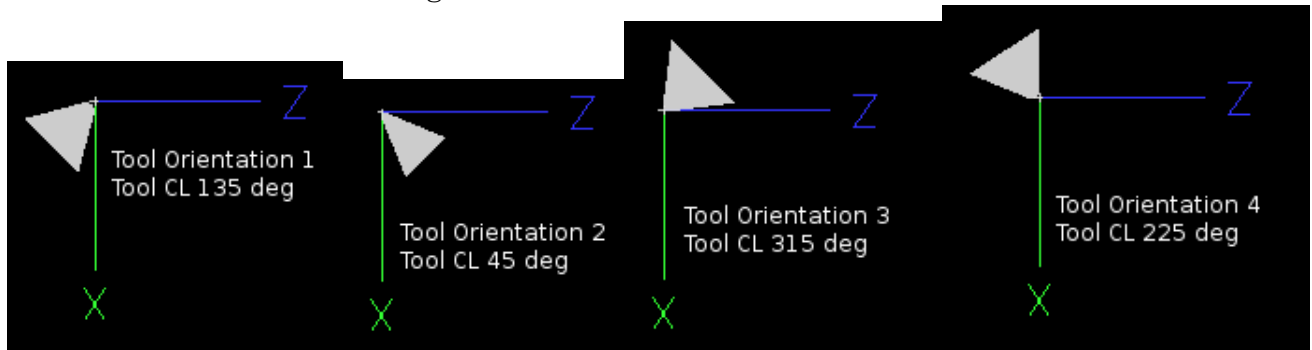 Z
Tool Orientation 1
Tool CL 135 deg
X
Z
Tool Orientation 2
Tool CL 45 deg
X
Z
Tool Orientation 3
Tool CL 315 deg
X
Z
Tool Orientation 4
Tool CL 225 deg
X